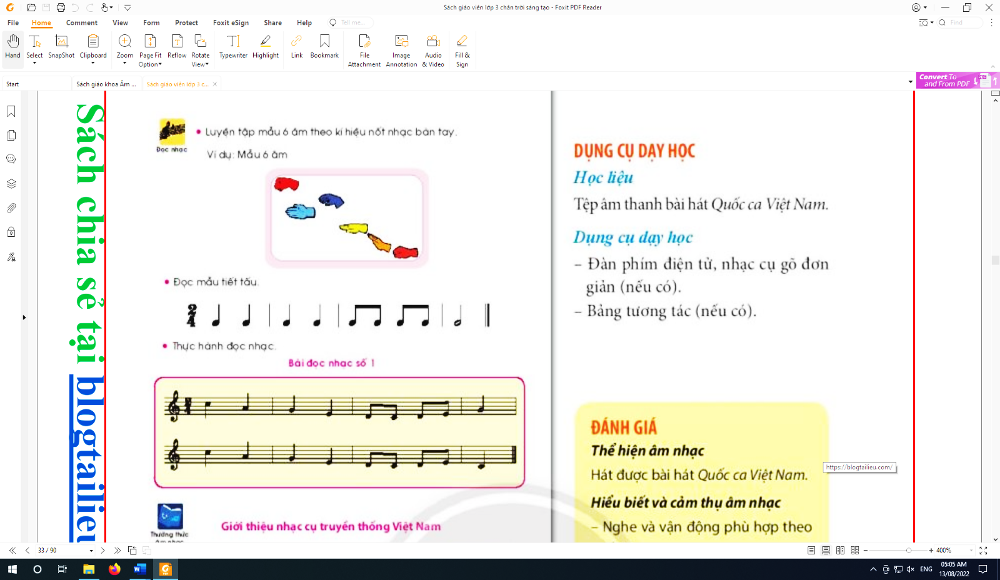 Sách giáo viên lớp 3 chân trời sáng tạo - Foxit PDF Reader
File Home Comment View Form Protect Foxit eSign Share Help Tell me... Find
Hand Select SnapShot Clipboard Zoom Page Fit Option Reflow Rotate View Typewriter Highlight Link Bookmark File Attachment Image Annotation Audio & Video Fill & Sign
Start Sách giáo khoa Âm ... Sách giáo viên lớp 3 c...
Convert To
and From PDF
Sách chia sẻ tại blogtailieu
Đọc nhạc
• Luyện tập mẫu 6 âm theo kí hiệu nốt nhạc bàn tay.
Ví dụ: Mẫu 6 âm
• Đọc mẫu tiết tấu.
2
4
• Thực hành đọc nhạc.
Bài đọc nhạc số 1
Thường thức
âm nhạc
Giới thiệu nhạc cụ truyền thống Việt Nam
DỤNG CỤ DẠY HỌC
Học liệu
Tệp âm thanh bài hát Quốc ca Việt Nam.
Dụng cụ dạy học
– Đàn phím điện tử, nhạc cụ gõ đơn
giản (nếu có).
– Bảng tương tác (nếu có).
ĐÁNH GIÁ
Thể hiện âm nhạc
https://blogtailieu.com/
Hát được bài hát Quốc ca Việt Nam.
Hiểu biết và cảm thụ âm nhạc
– Nghe và vận động phù hợp theo
33 / 90
400%
ENG
05:05 AM
13/08/2022